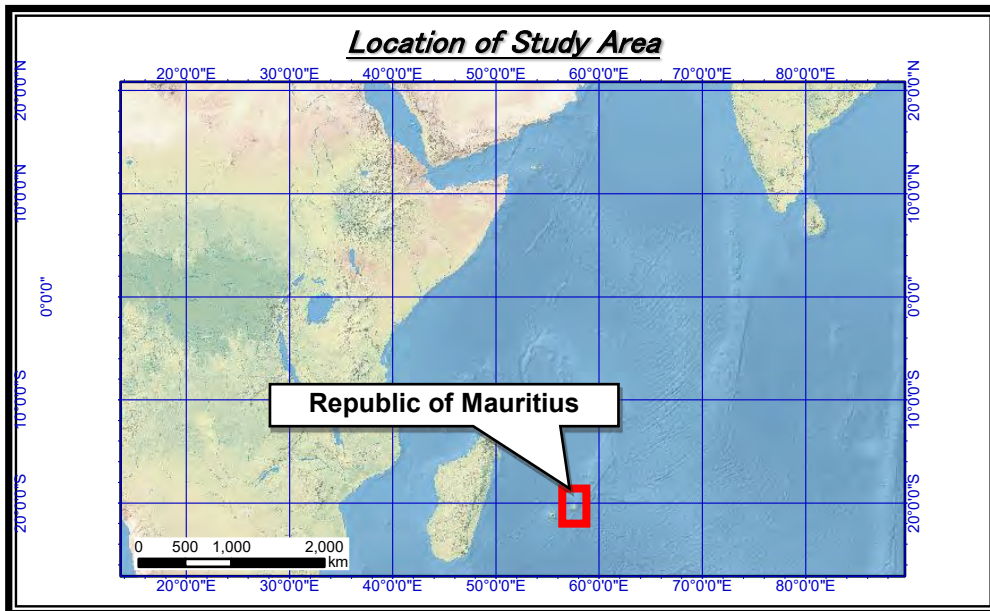 Location of Study Area
20°0'0"E 30°0'0"E 40°0'0"E 50°0'0"E 60°0'0"E 70°0'0"E 80°0'0"E
20°0'0"N 20°0'0"N
10°0'0"N 10°0'0"N
0°0'0" 0°0'0"
10°0'0"S 10°0'0"S
Republic of Mauritius
20°0'0"S 20°0'0"S
0 500 1,000 2,000
km
20°0'0"E 30°0'0"E 40°0'0"E 50°0'0"E 60°0'0"E 70°0'0"E 80°0'0"E